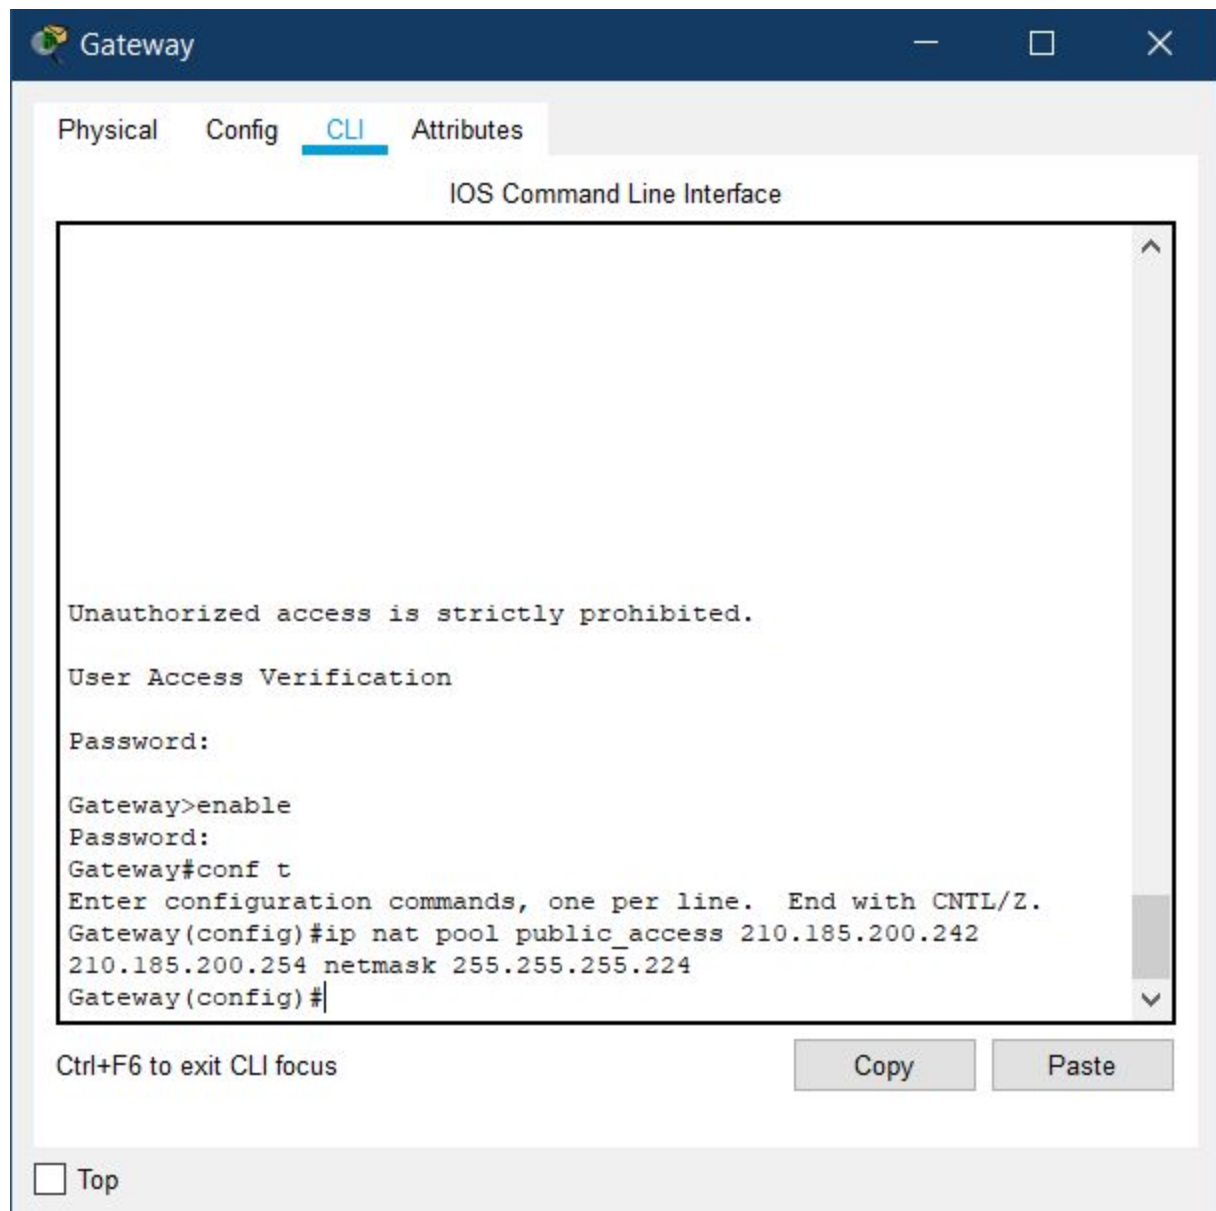 Gateway
Physical Config CLI Attributes
IOS Command Line Interface
Unauthorized access is strictly prohibited.
User Access Verification
Password:
Gateway>enable
Password:
Gateway#conf t
Enter configuration commands, one per line.  End with CNTL/Z.
Gateway(config)#ip nat pool public_access 210.185.200.242
210.185.200.254 netmask 255.255.255.224
Gateway(config)#
Ctrl+F6 to exit CLI focus
Copy Paste
Top